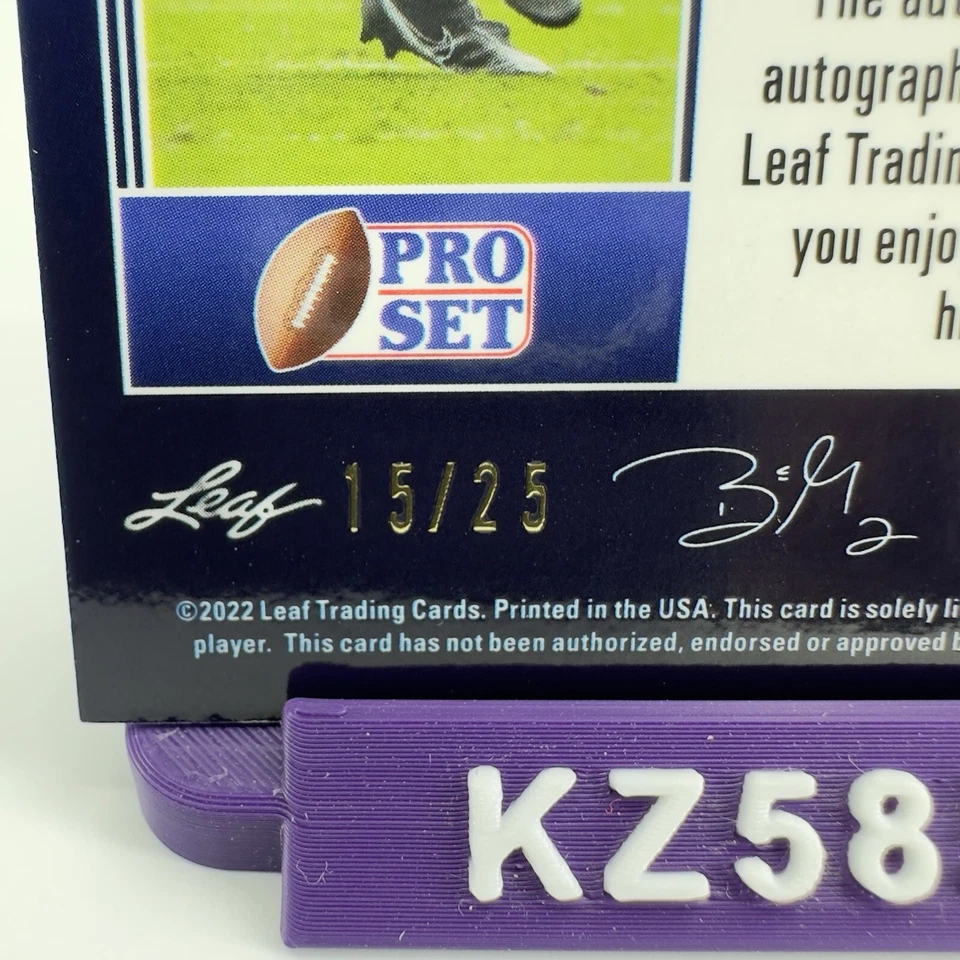 The
autograph
Leaf Tradin
you enjo
PRO
SET
Leaf 15/25
©2022 Leaf Trading Cards. Printed in the USA. This card is solely li
player. This card has not been authorized, endorsed or approved b
KZ58